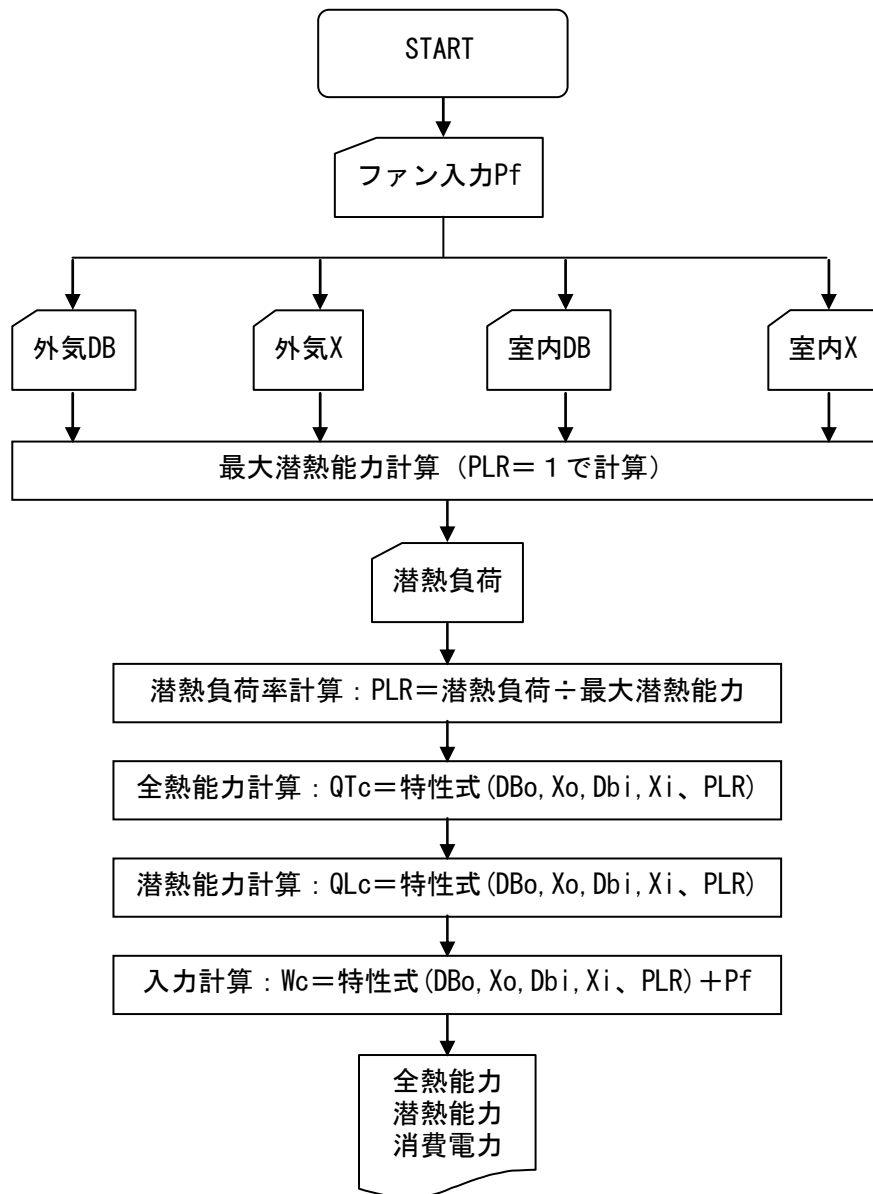 START
ファン入力Pf
外気DB
外気X
室内DB
室内X
最大潜熱能力計算（PLR＝１で計算）
潜熱負荷
潜熱負荷率計算：PLR＝潜熱負荷÷最大潜熱能力
全熱能力計算：QTc＝特性式(DBo,Xo,Dbi,Xi、PLR)
潜熱能力計算：QLc＝特性式(DBo,Xo,Dbi,Xi、PLR)
入力計算：Wc＝特性式(DBo,Xo,Dbi,Xi、PLR)＋Pf
全熱能力
潜熱能力
消費電力